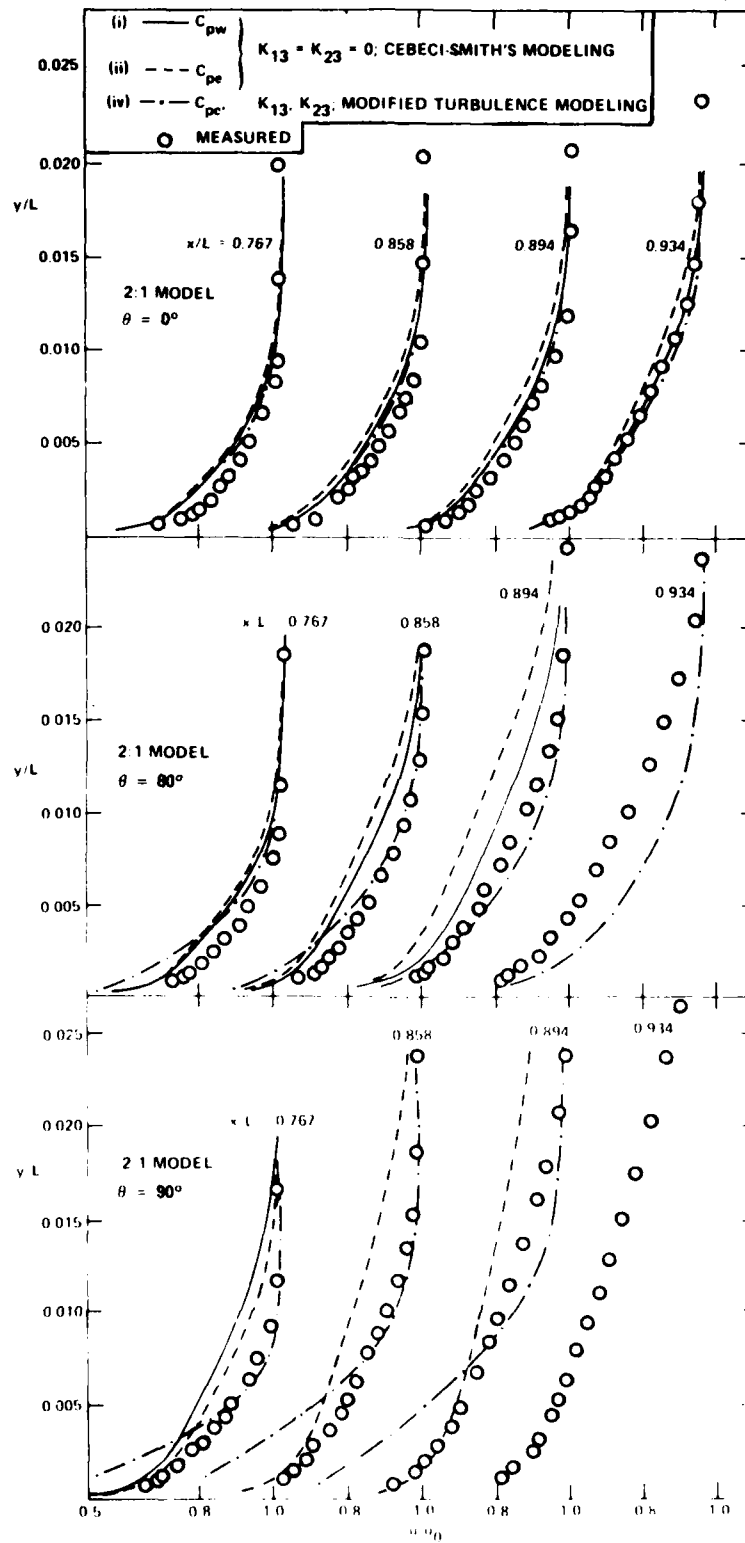 (i) — C_pw
K₁₃ = K₂₃ = 0; CEBECI-SMITH'S MODELING
(ii) --- C_pe
(iv) —·— C_pe, K₁₃, K₂₃; MODIFIED TURBULENCE MODELING
O MEASURED
0.025
0.020
y/L
0.015
0.010
0.005
0
x/L = 0.767
0.858
0.894
0.934
2:1 MODEL
θ = 0°
0.020
y/L
0.015
0.010
0.005
0
x L 0.767
0.858
0.894
0.934
2:1 MODEL
θ = 80°
0.025
0.020
y L
0.015
0.010
0.005
0
x L 0.767
0.858
0.894
0.934
2:1 MODEL
θ = 90°
0.5 0.8 1.0 0.8 1.0 0.8 1.0 0.8 1.0